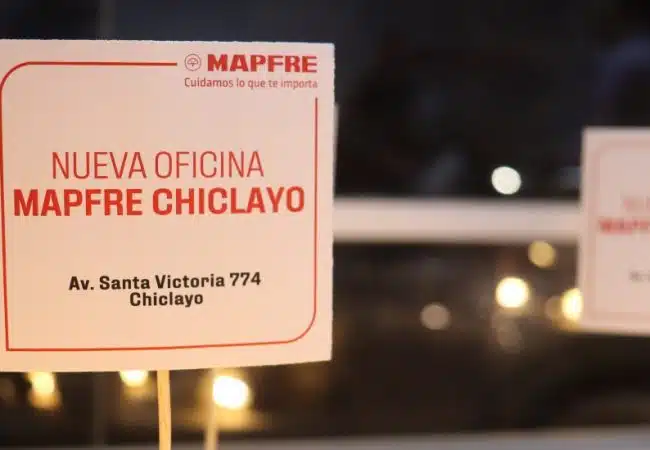 MAPFRE
Cuidamos lo que te importa
NUEVA OFICINA
MAPFRE CHICLAYO
Av. Santa Victoria 774
Chiclayo